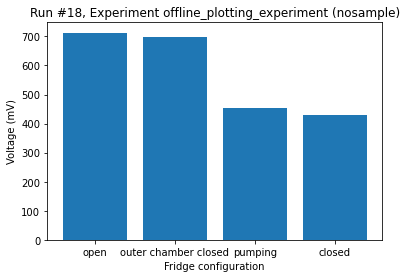 Run #18, Experiment offline_plotting_experiment (nosample)
Voltage (mV)
700
600
500
400
300
200
100
0
open outer chamber closed pumping closed
Fridge configuration